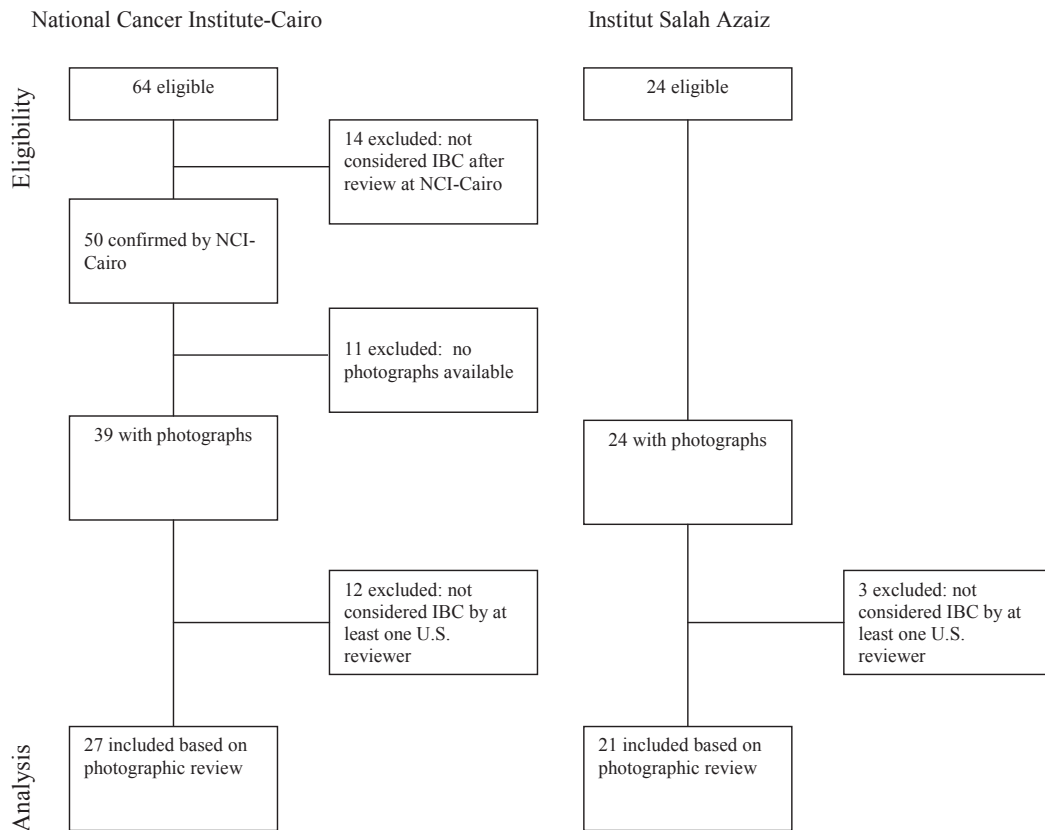 National Cancer Institute-Cairo
Institut Salah Azaiz
Eligibility
64 eligible
24 eligible
14 excluded: not
considered IBC after
review at NCI-Cairo
50 confirmed by NCI-
Cairo
11 excluded:  no
photographs available
39 with photographs
24 with photographs
12 excluded: not
considered IBC by at
least one U.S.
reviewer
3 excluded: not
considered IBC by at
least one U.S.
reviewer
Analysis
27 included based on
photographic review
21 included based on
photographic review